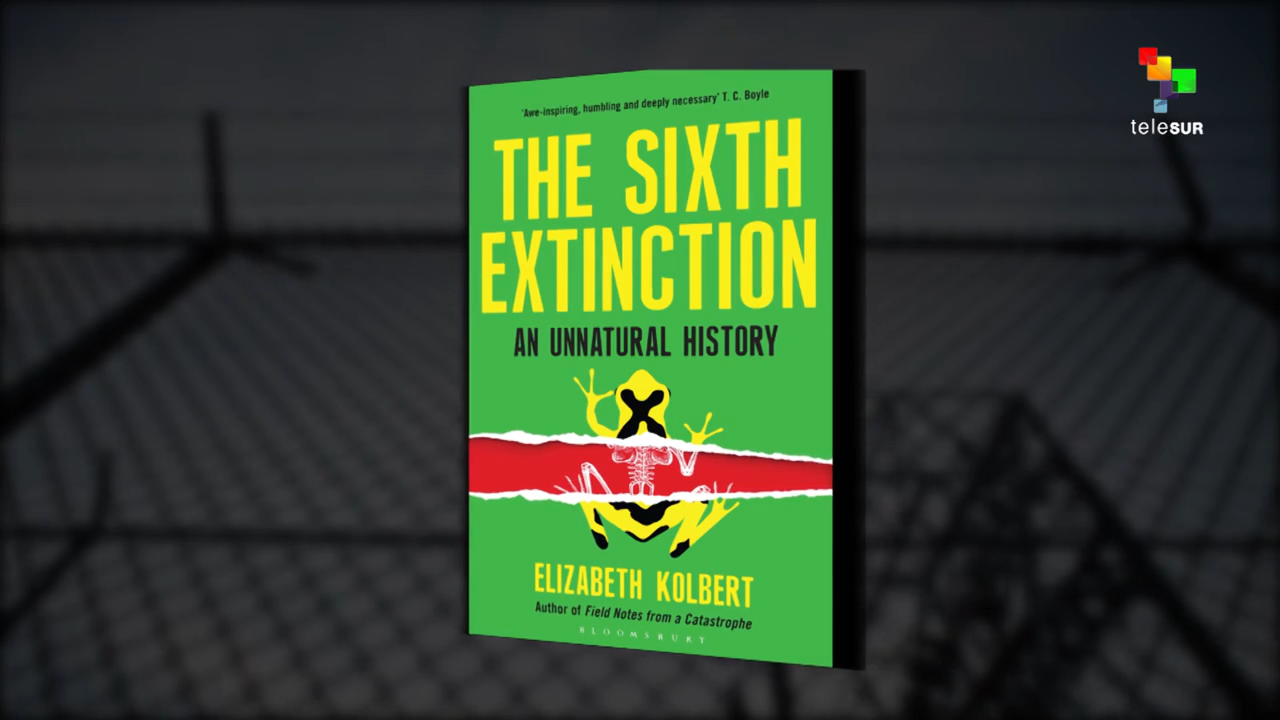 'Awe-inspiring, humbling and deeply necessary' T. C. Boyle
THE SIXTH
EXTINCTION
AN UNNATURAL HISTORY
ELIZABETH KOLBERT
Author of Field Notes from a Catastrophe
BLOOMSBURY
teleSUR